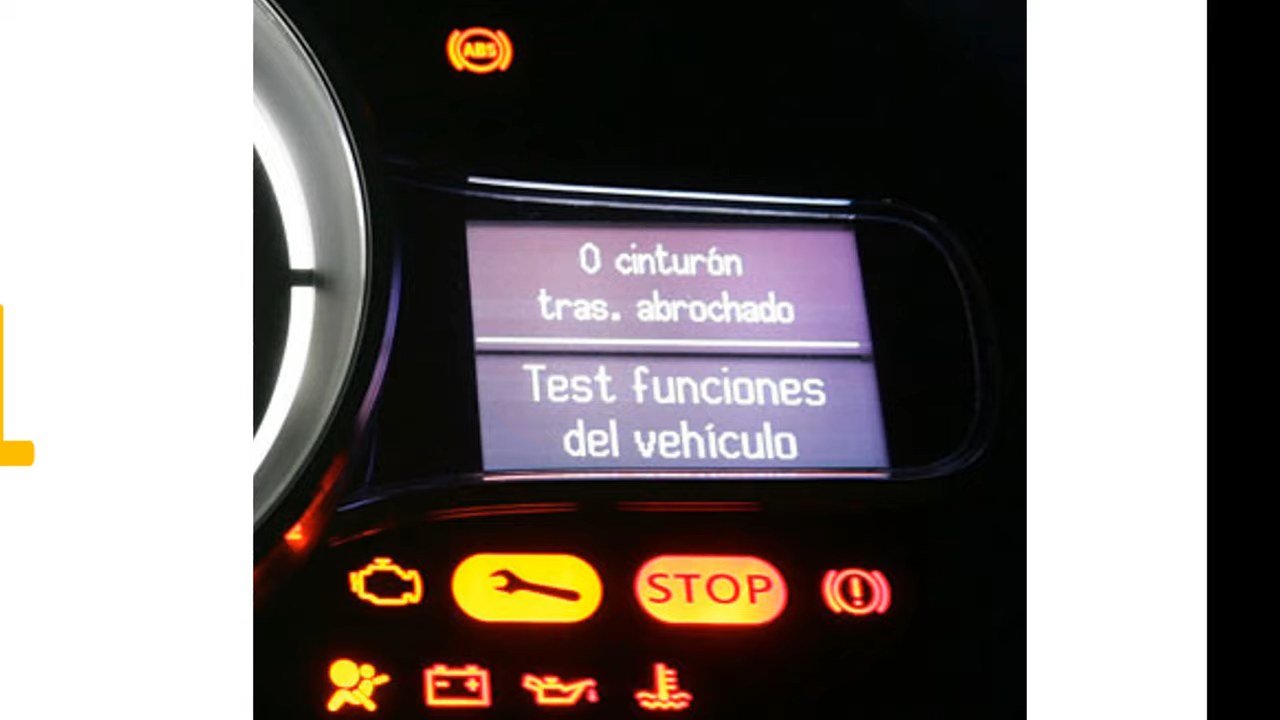 ABS
0 cinturón
tras. abrochado
Test funciones
del vehículo
STOP